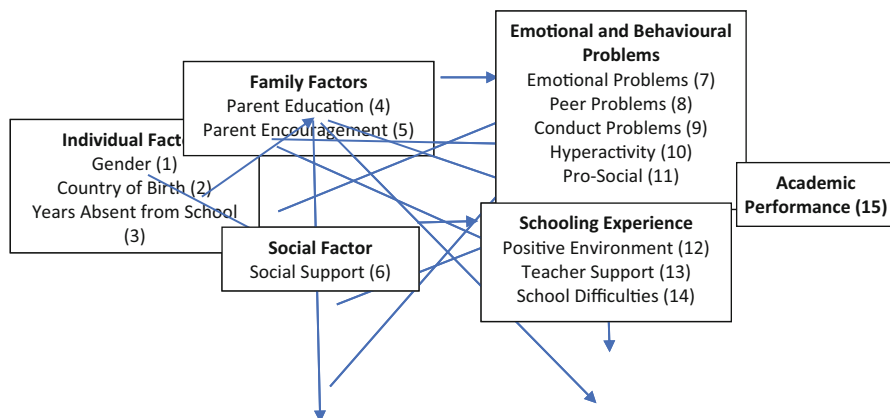 Emotional and Behavioural
Problems
Emotional Problems (7)
Peer Problems (8)
Conduct Problems (9)
Hyperactivity (10)
Pro-Social (11)
Family Factors
Parent Education (4)
Parent Encouragement (5)
Individual Facto
Gender (1)
Country of Birth (2)
Years Absent from School
(3)
Academic
Performance (15)
Social Factor
Social Support (6)
Schooling Experience
Positive Environment (12)
Teacher Support (13)
School Difficulties (14)